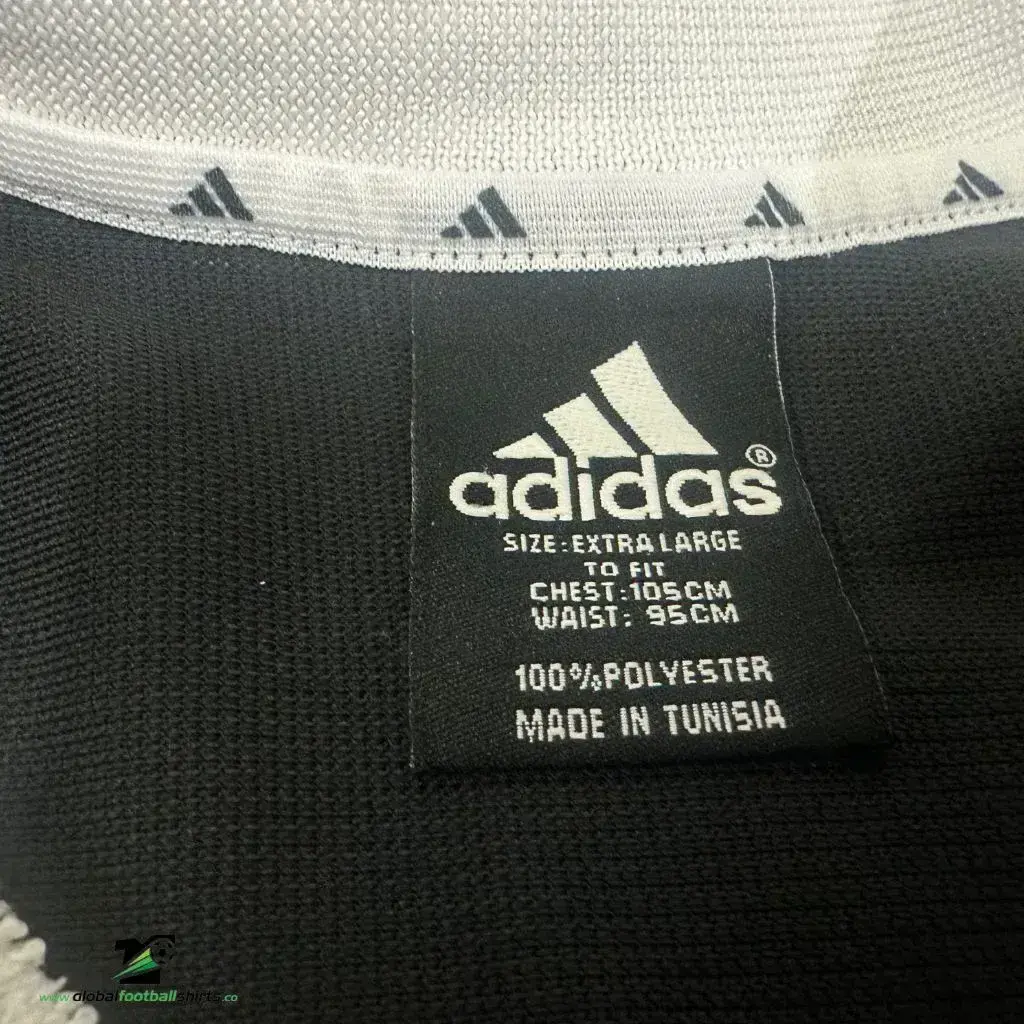 adidas®
SIZE:EXTRA LARGE
TO FIT
CHEST:105CM
WAIST: 95CM
100%POLYESTER
MADE IN TUNISIA
www.globalfootballshirts.co